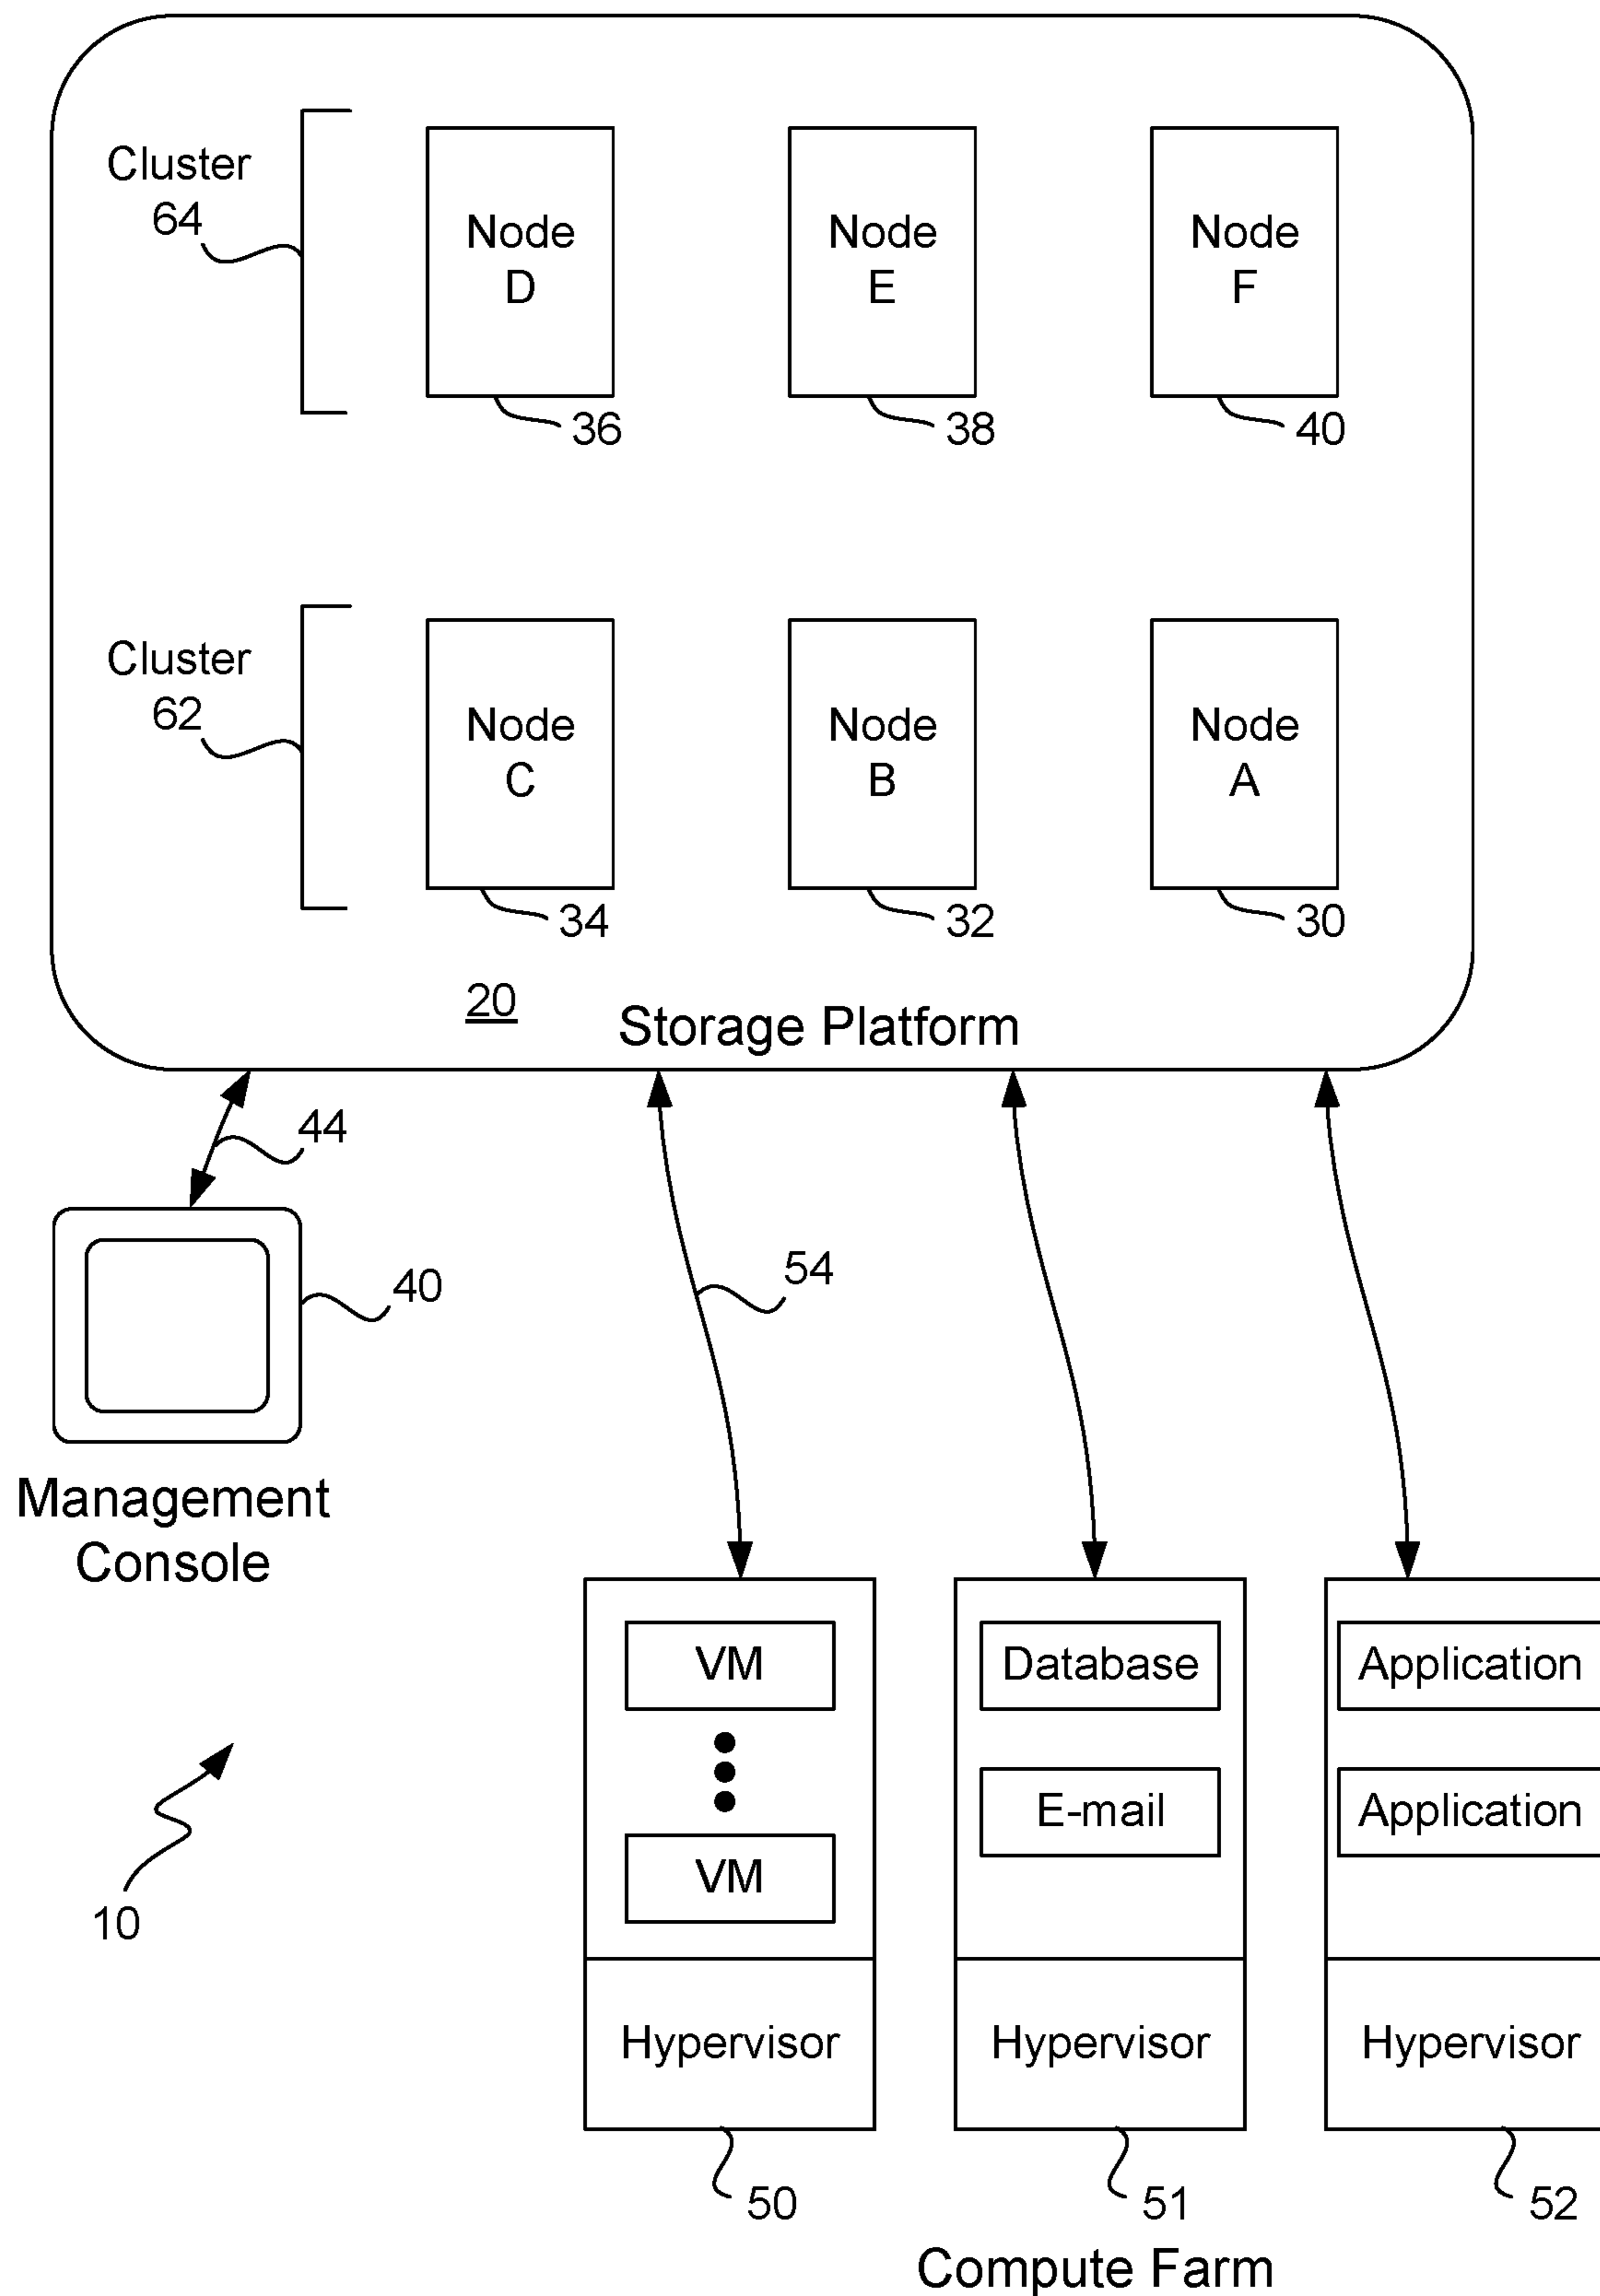 Cluster
64
Node
D
Node
E
Node
F
36
38
40
Cluster
62
Node
C
Node
B
Node
A
34
32
30
20
Storage Platform
44
40
54
Management
Console
VM
VM
Hypervisor
Database
E-mail
Hypervisor
Application
Application
Hypervisor
10
50
51
52
Compute Farm